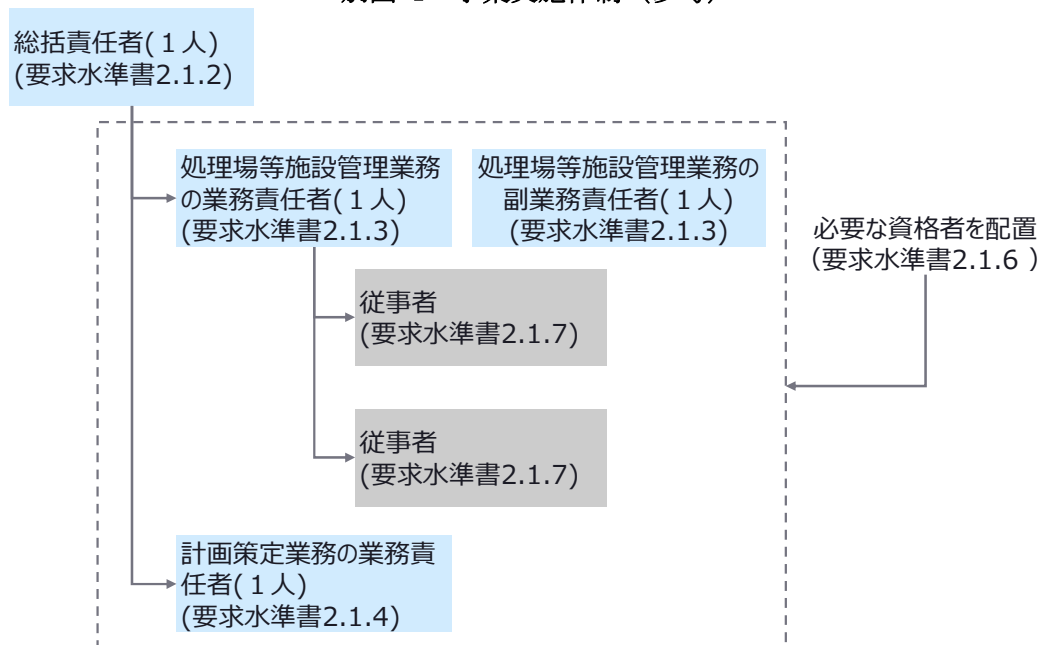 総括責任者(１人)
(要求水準書2.1.2)
処理場等施設管理業務
の業務責任者(１人)
(要求水準書2.1.3)
処理場等施設管理業務の
副業務責任者(１人)
(要求水準書2.1.3)
必要な資格者を配置
（要求水準書2.1.6 ）
従事者
(要求水準書2.1.7)
従事者
(要求水準書2.1.7)
計画策定業務の業務責
任者(１人)
(要求水準書2.1.4)